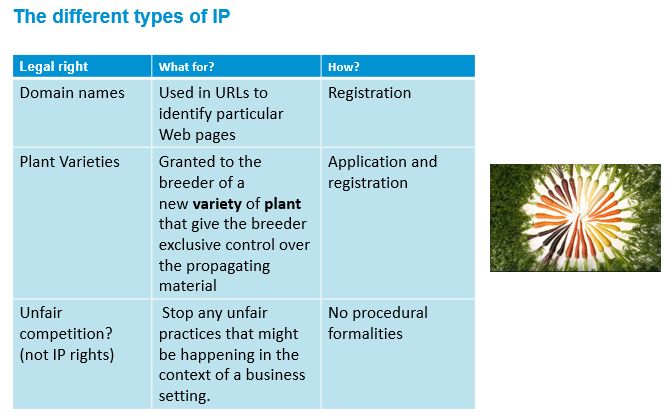 The different types of IP
Legal right
What for?
How?
Domain names
Used in URLs to
identify particular
Web pages
Registration
Plant Varieties
Granted to the
breeder of a
new variety of plant
that give the breeder
exclusive control over
the propagating
material
Application and
registration
Unfair
competition?
(not IP rights)
Stop any unfair
practices that might
be happening in the
context of a business
setting.
No procedural
formalities